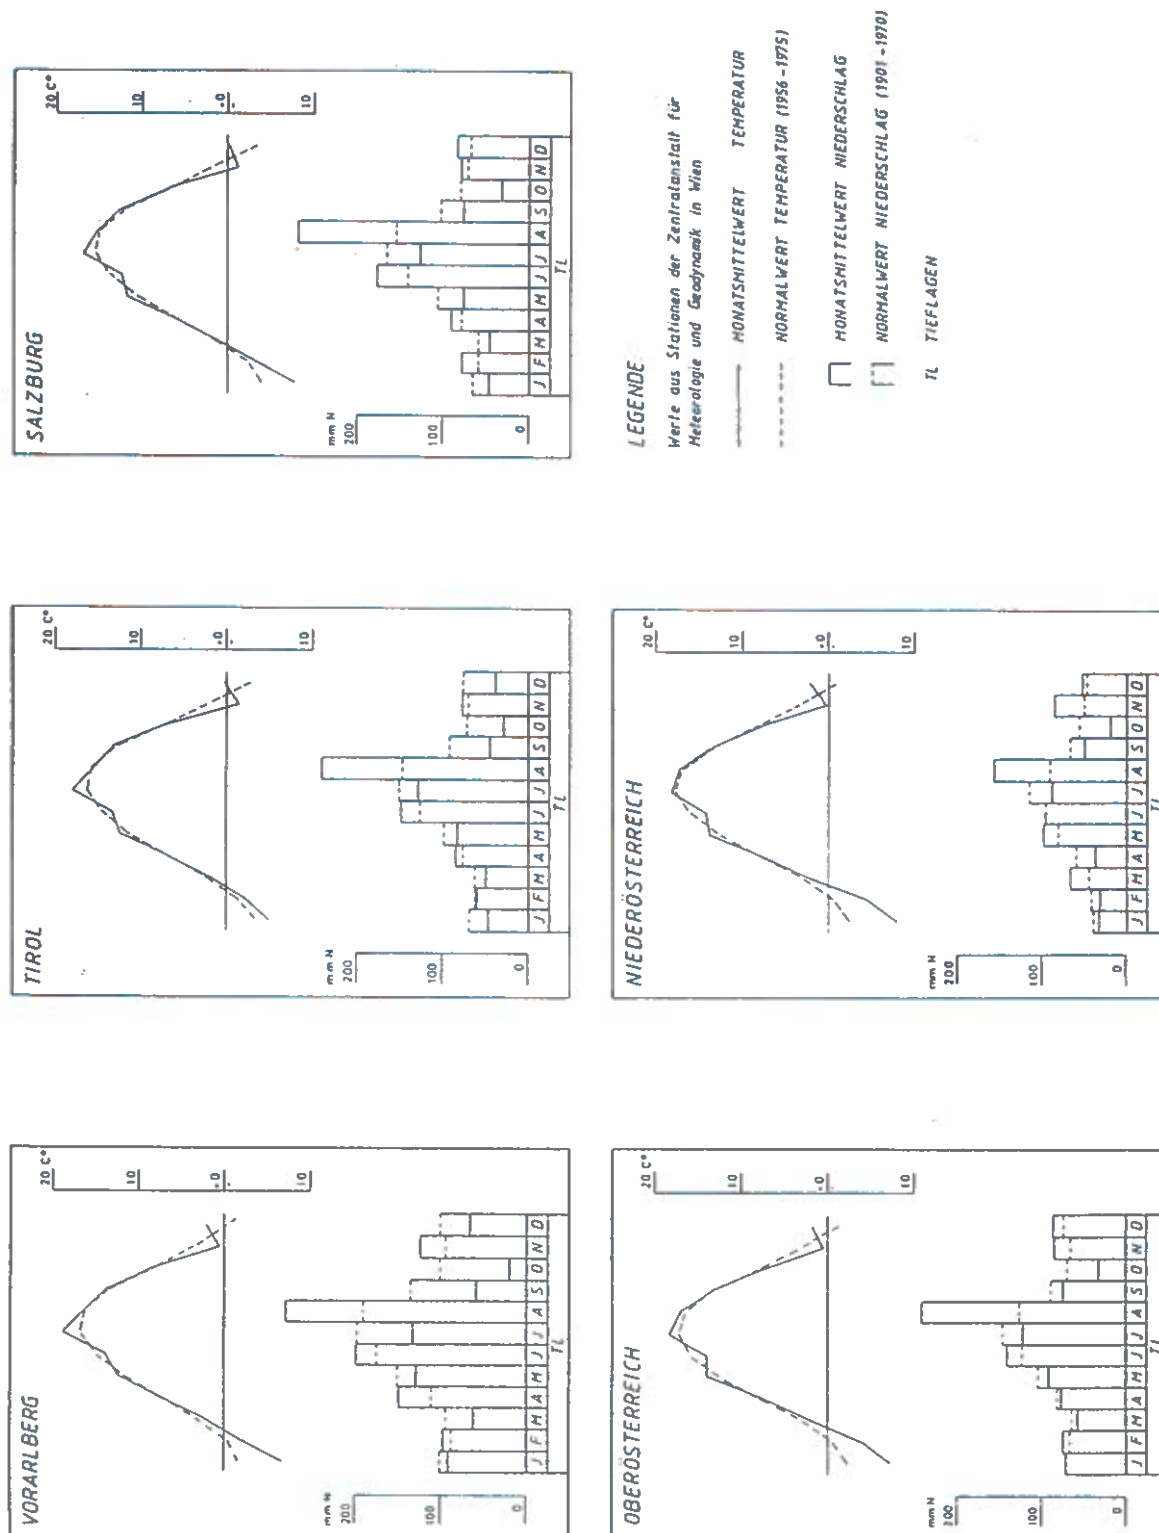 VORARLBERG
20 C°
10
±0
10
mm N
200
100
0
J F M A M J J A S O N D
TL
TIROL
20 C°
10
±0
10
mm N
200
100
0
J F M A M J J A S O N D
TL
SALZBURG
20 C°
10
±0
10
mm N
200
100
0
J F M A M J J A S O N D
TL
OBERÖSTERREICH
20 C°
10
±0
10
mm N
200
100
0
J F M A M J J A S O N D
TL
NIEDERÖSTERREICH
20 C°
10
±0
10
mm N
200
100
0
J F M A M J J A S O N D
TL
LEGENDE
Werte aus Stationen der Zentralanstalt für
Meteorologie und Geodynamik in Wien
MONATSMITTELWERT TEMPERATUR
NORMALWERT TEMPERATUR (1956-1975)
MONATSMITTELWERT NIEDERSCHLAG
NORMALWERT NIEDERSCHLAG (1901-1970)
TL TIEFLAGEN